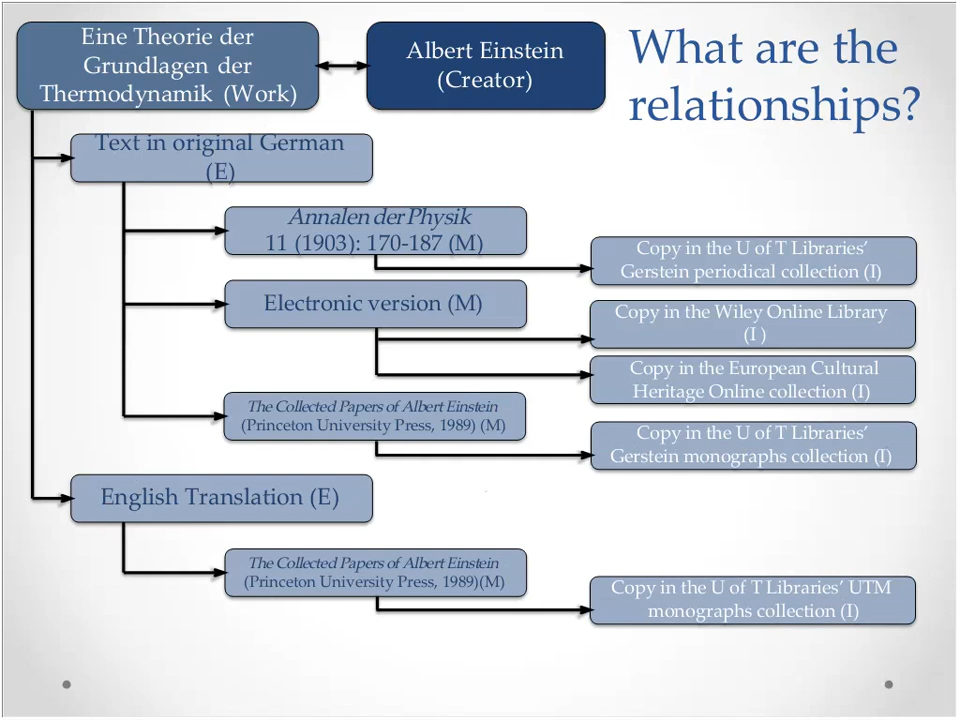 Eine Theorie der
Grundlagen der
Thermodynamik (Work)
Albert Einstein
(Creator)
What are the
relationships?
Text in original German
(E)
Annalen der Physik
11 (1903): 170-187 (M)
Copy in the U of T Libraries’
Gerstein periodical collection (I)
Electronic version (M)
Copy in the Wiley Online Library
(I )
Copy in the European Cultural
Heritage Online collection (I)
The Collected Papers of Albert Einstein
(Princeton University Press, 1989) (M)
Copy in the U of T Libraries’
Gerstein monographs collection (I)
English Translation (E)
The Collected Papers of Albert Einstein
(Princeton University Press, 1989)(M)
Copy in the U of T Libraries’ UTM
monographs collection (I)